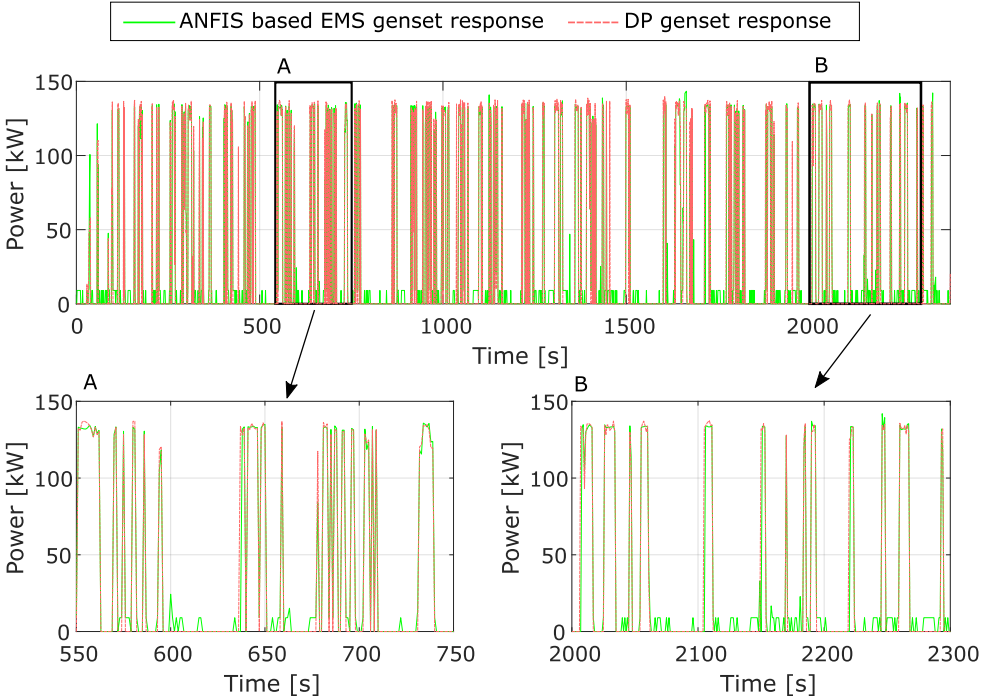 ANFIS based EMS genset response DP genset response
A B
150
100
50
0
Power [kW]
0 500 1000 1500 2000
Time [s]
A B
150 150
100 100
50 50
0 0
Power [kW] Power [kW]
550 600 650 700 750 2000 2100 2200 2300
Time [s] Time [s]